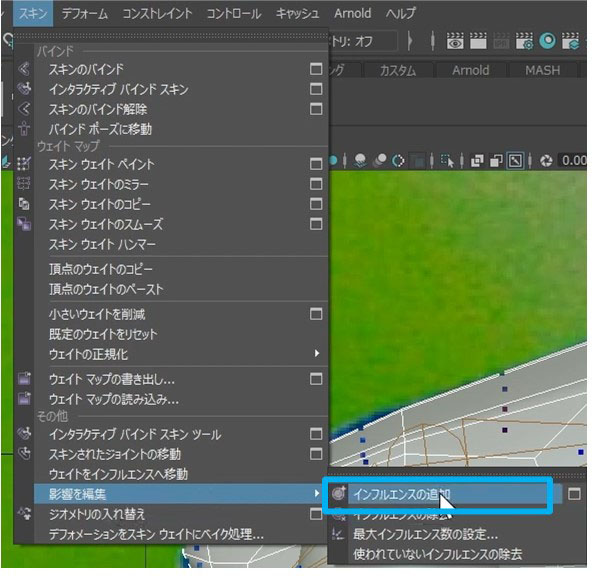 スキン デフォーム コンストレイント コントロール キャッシュ Arnold ヘルプ
トリ: オフ
バインド
スキンのバインド
ング カスタム Arnold MASH
インタラクティブ バインド スキン
スキンのバインド解除
バインド ポーズに移動
ウェイト マップ
スキン ウェイト ペイント
0.00
スキン ウェイトのミラー
スキン ウェイトのコピー
スキン ウェイトのスムーズ
スキン ウェイト ハンマー
頂点のウェイトのコピー
頂点のウェイトのペースト
小さいウェイトを削減
既定のウェイトをリセット
ウェイトの正規化
ウェイト マップの書き出し...
ウェイト マップの読み込み...
その他
インタラクティブ バインド スキン ツール
スキンされたジョイントの移動
ウェイトをインフルエンスへ移動
影響を編集
インフルエンスの追加
ジオメトリの入れ替え
インフルエンスの除去
デフォメーションをスキン ウェイトにベイク処理...
最大インフルエンス数の設定...
使われていないインフルエンスの除去